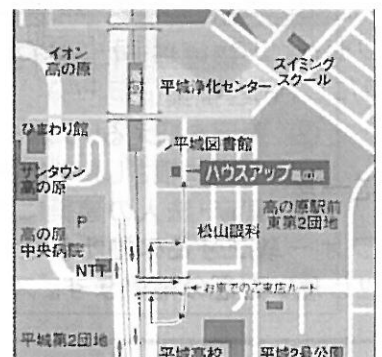 イオン
高の原
スイミング
スクール
平城浄化センター
ひまわり館
平城図書館
サンタウン
高の原
ハウスアップ高の原
高の原駅前
東第2団地
P
松山眼科
高の原
中央病院
NTT
お車でのご来店ルート
平城第2団地
平城高校
平城2号公園